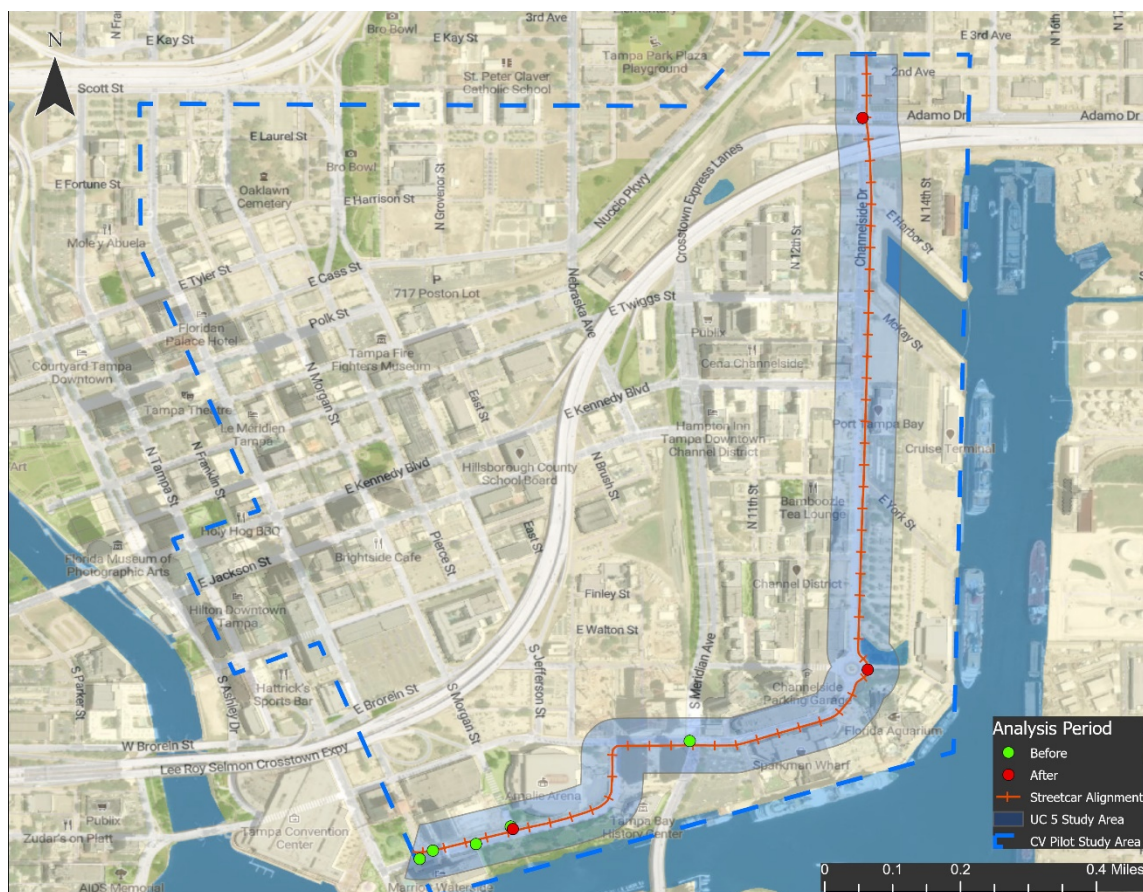 N
N Fran
E Kay St
Bro Bowl
E Kay St
3rd Ave
Tampa Park Plaza
Playground
E 3rd Ave
N 16th St
2nd Ave
Scott St
St. Peter Claver
Catholic School
Adamo Dr
Adamo Dr
E Laurel St
Bro Bowl
Oaklawn
Cemetery
E Fortune St
E Harrison St
N Grovenor St
Nuccio Pkwy
Crosstown Express Lanes
N 12th St
Channelside Dr
N 14th St
E Harbor St
Mole y Abuela
E Tyler St
E Cass St
P
717 Poston Lot
Nebraska Ave
E Twiggs St
Polk St
Floridan
Palace Hotel
Publix
McKay St
Courtyard Tampa
Downtown
Tampa Fire
Fighters Museum
Cena Channelside
Tampa Theatre
N Morgan St
Le Meridien
Tampa
East St
E Kennedy Blvd
Hampton Inn
Tampa Downtown
Channel District
Port Tampa Bay
Cruise Terminal
Art
N Tampa St
N Franklin St
E Kennedy Blvd
Hillsborough County
School Board
N Brush St
N 11th St
Bamboozle
Tea Lounge
E York St
Holy Hog BBQ
Florida Museum of
Photographic Arts
E Jackson St
Brightside Cafe
Pierce St
East St
Channel District
Hilton Downtown
Tampa
Finley St
E Walton St
S Parker St
S Ashley Dr
Hattrick's
Sports Bar
S Jefferson St
S Morgan St
S Meridian Ave
Channelside
Parking Garage
Florida Aquarium
E Brorein St
W Brorein St
Lee Roy Selmon Crosstown Expy
Sparkman Wharf
Amalie Arena
Publix
Zudar's on Platt
Tampa Convention
Center
Tampa Bay
History Center
AIDS Memorial
Marriott Waterside
Analysis Period
Before
After
Streetcar Alignment
UC 5 Study Area
CV Pilot Study Area
0 0.1 0.2 0.4 Miles